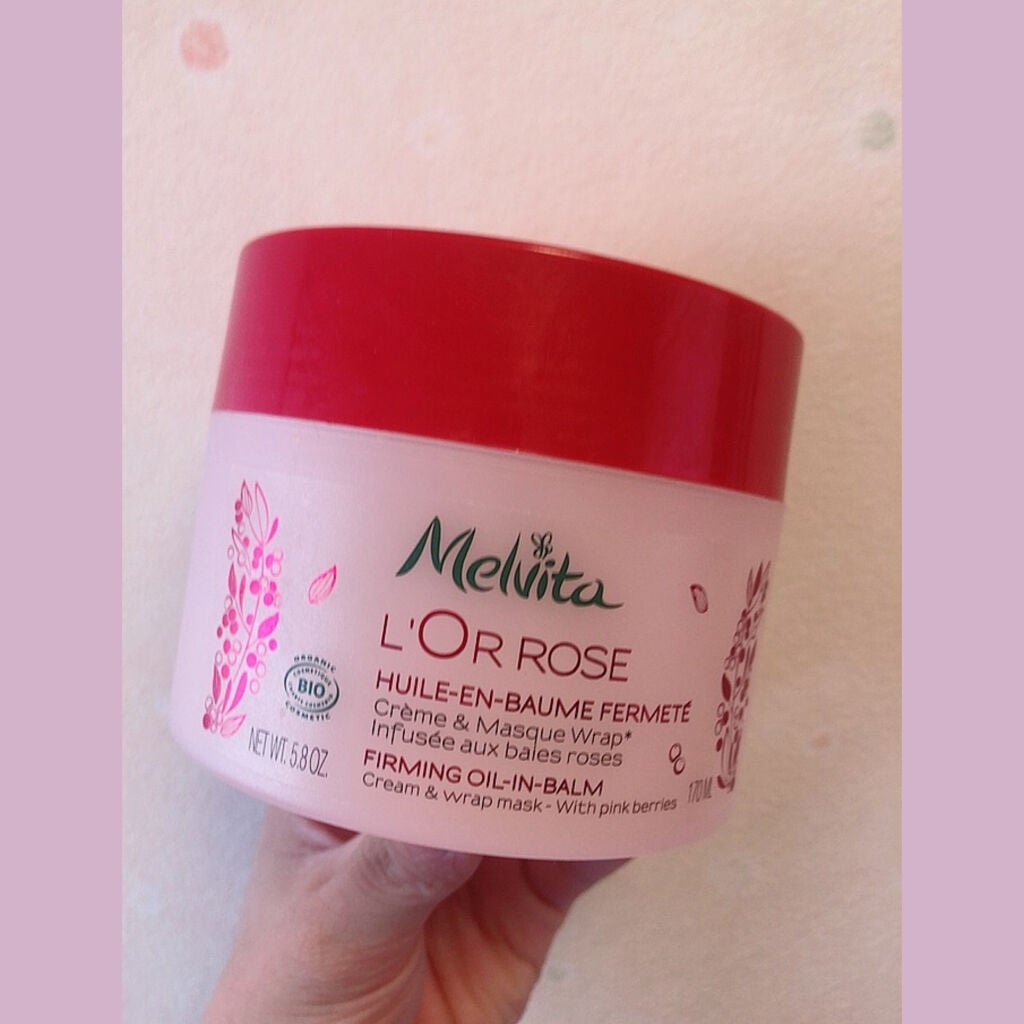 Melvita
L'OR ROSE
HUILE-EN-BAUME FERMETÉ
Crème & Masque Wrap*
Infusée aux baies roses
FIRMING OIL-IN-BALM
Cream & wrap mask - With pink berries
ORGANIC
COSMETIQUE
BIO
COSMETIC
NET WT. 5.8 OZ.
170 ML